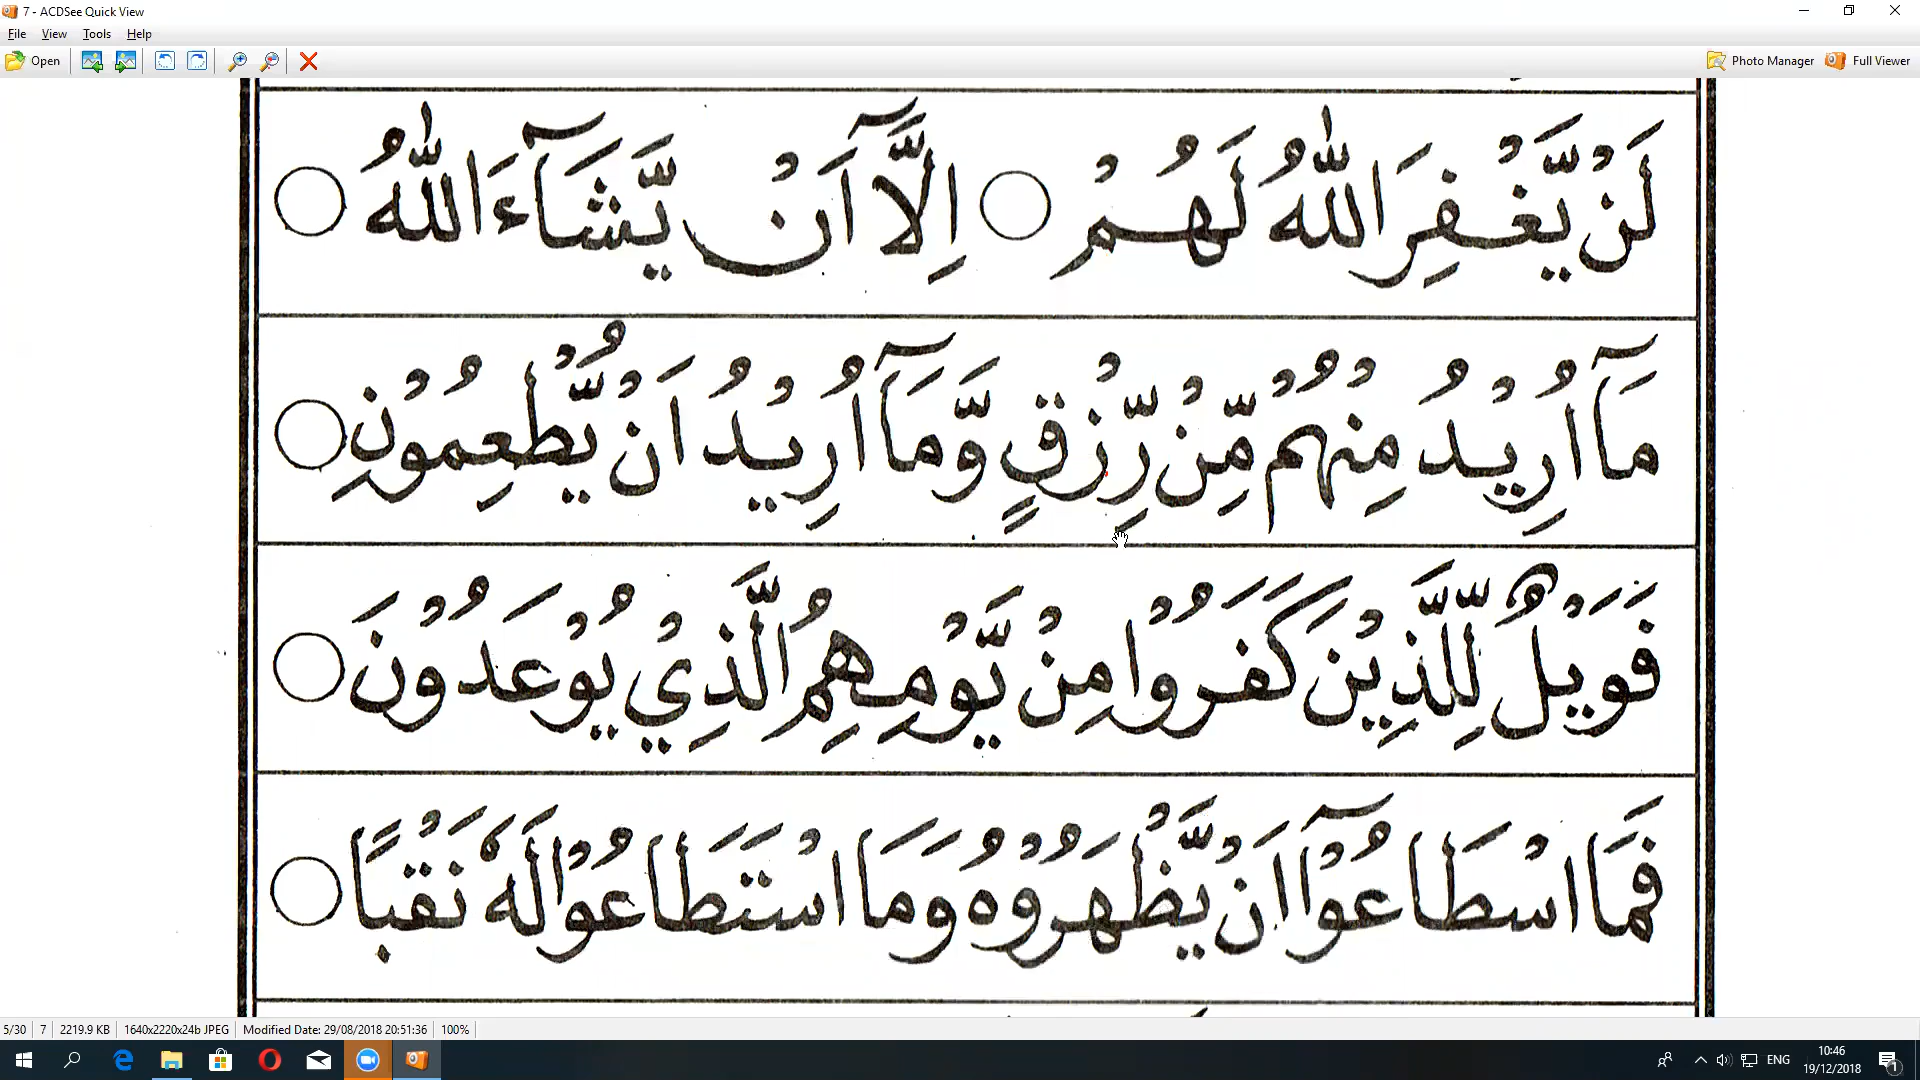 7 - ACDSee Quick View
File View Tools Help
Open Photo Manager Full Viewer
لَنْ يَّغْفِرَ اللّٰهُ لَهُمْ ○ اِلَّآ اَنْ يَّشَآءَ اللّٰهُ ○
مَآ اُرِيْدُ مِنْهُمْ مِّنْ رِّزْقٍ وَّمَآ اُرِيْدُ اَنْ يُّطْعِمُوْنِ ○
فَوَيْلٌ لِّلَّذِيْنَ كَفَرُوْا مِنْ يَّوْمِهِمُ الَّذِيْ يُوْعَدُوْنَ ○
فَمَا اسْطَاعُوْٓا اَنْ يَّظْهَرُوْهُ وَمَا اسْتَطَاعُوْا لَهٗ نَقْبًا ○
5/30 7 2219.9 KB 1640x2220x24b JPEG Modified Date: 29/08/2018 20:51:36 100%
ENG 10:46
19/12/2018 1